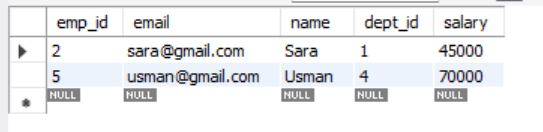 emp_id email name dept_id salary
2 sara@gmail.com Sara 1 45000
5 usman@gmail.com Usman 4 70000
NULL NULL NULL NULL NULL